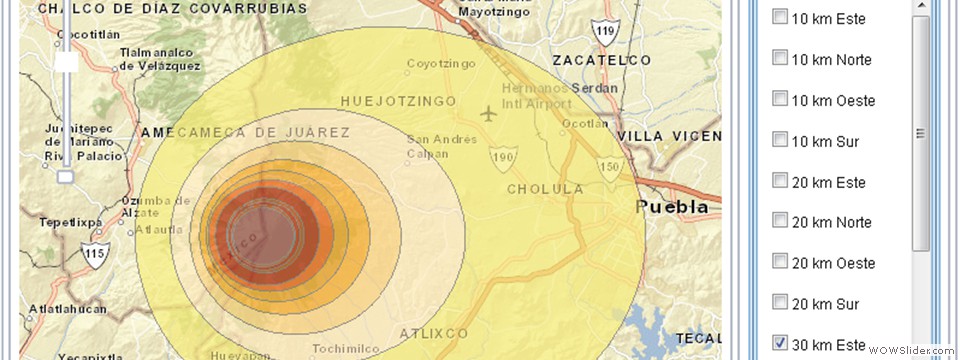 CHALCO DE DÍAZ COVARRUBIAS
Mayotzingo
Cocotitlán
Tlalmanalco
de Velázquez
Coyotzingo
119
ZACATELCO
Hermanos Serdan
Intl Airport
HUEJOTZINGO
AMECAMECA DE JUÁREZ
Ocotlán
VILLA VICEN
San Andrés
Calpan
190
150
CHOLULA
Puebla
de Mariano
Riva Palacio
Ozumba de
Alzate
Tepetlixpa
Atlautla
115
MÉXICO
Atlatlahucan
ATLIXCO
Tochimilco
Hueyapan
Yecapixtla
TECAL
10 km Este
10 km Norte
10 km Oeste
10 km Sur
20 km Este
20 km Norte
20 km Oeste
20 km Sur
30 km Este
WOWSlider.com